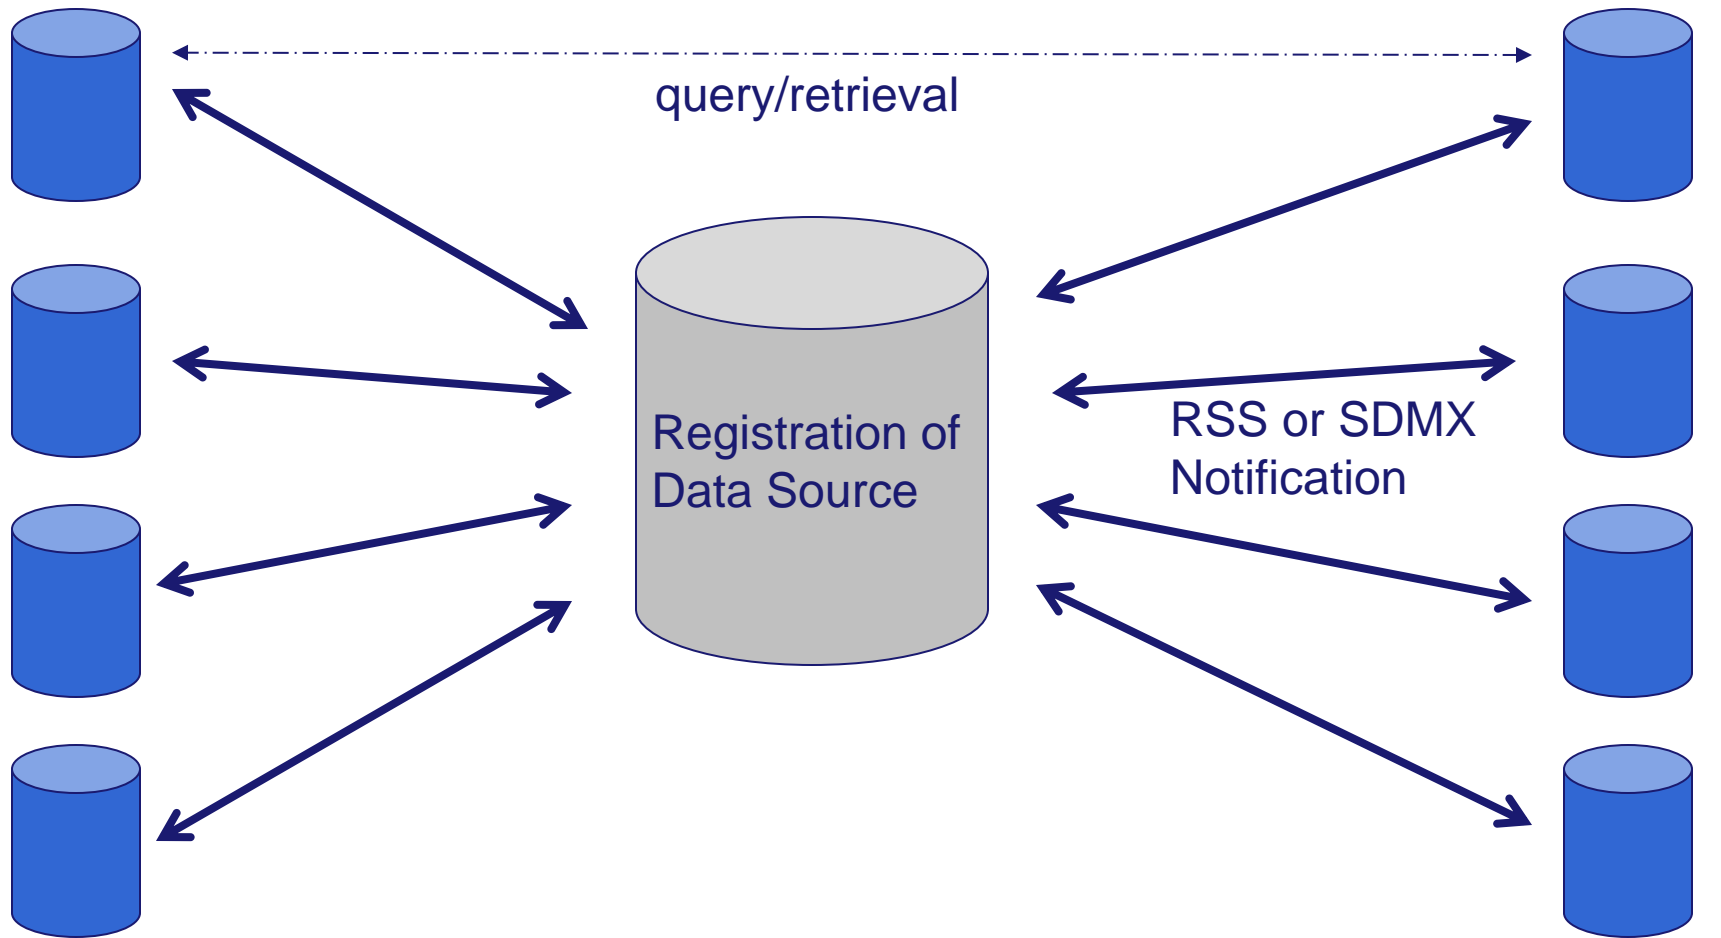 query/retrieval
Registration of
Data Source
RSS or SDMX
Notification